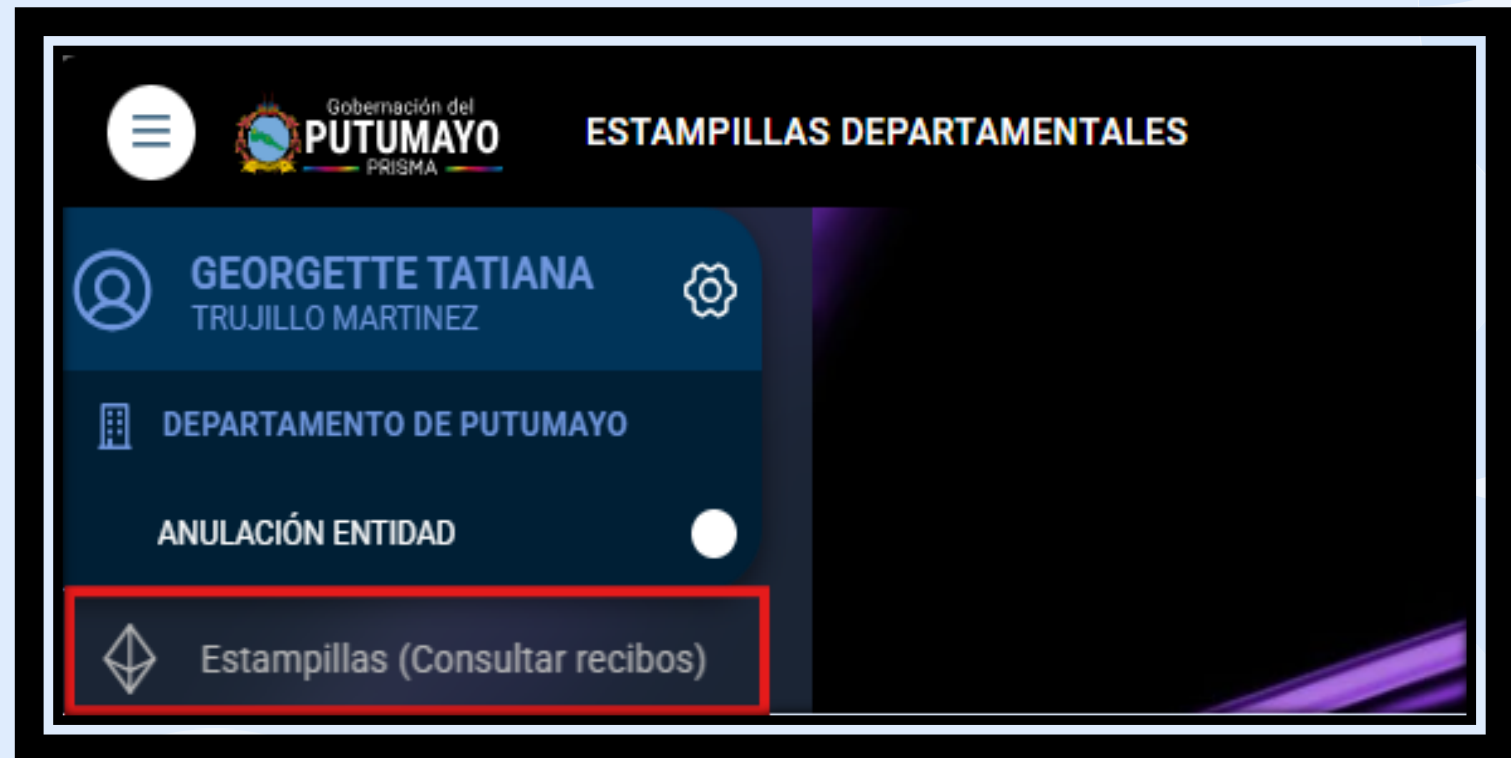 Gobernación del
PUTUMAYO
PRISMA
ESTAMPILLAS DEPARTAMENTALES
GEORGETTE TATIANA
TRUJILLO MARTINEZ
DEPARTAMENTO DE PUTUMAYO
ANULACIÓN ENTIDAD
Estampillas (Consultar recibos)